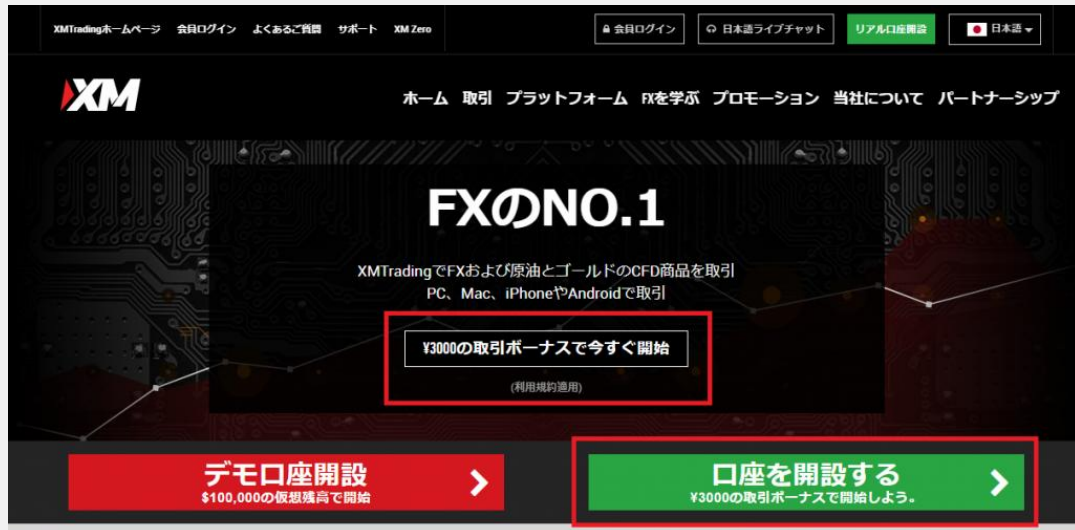 XMTradingホームページ 会員ログイン よくあるご質問 サポート XM Zero
会員ログイン 日本語ライブチャット リアル口座開設 日本語
XM
ホーム 取引 プラットフォーム FXを学ぶ プロモーション 当社について パートナーシップ
FXのNO.1
XMTradingでFXおよび原油とゴールドのCFD商品を取引
PC、Mac、iPhoneやAndroidで取引
¥3000の取引ボーナスで今すぐ開始
(利用規約適用)
デモ口座開設
$100,000の仮想残高で開始
口座を開設する
¥3000の取引ボーナスで開始しよう。